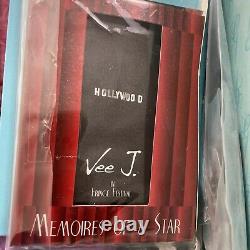 HOLLYWOOD
Vee J.
MEMOIRES OF A STAR